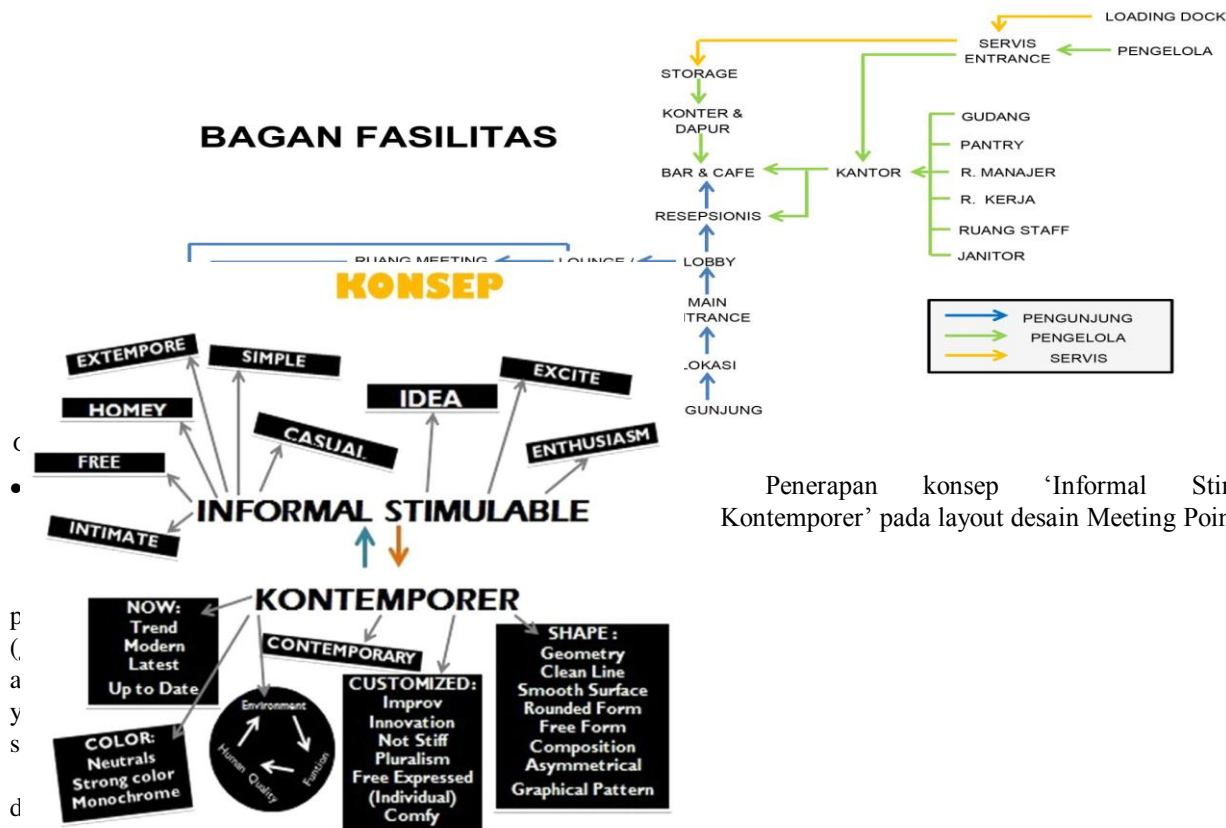 LOADING DOCK
SERVIS
ENTRANCE
PENGELOLA
STORAGE
KONTER &
DAPUR
BAGAN FASILITAS
GUDANG
PANTRY
BAR & CAFE
KANTOR
R. MANAJER
R. KERJA
RESEPSIONIS
RUANG STAFF
JANITOR
RUANG MEETING
LOUNGE /
LOBBY
MAIN
PENGUNJUNG
PENGELOLA
SERVIS
KONSEP
EXTEMPORE
SIMPLE
EXCITE
HOMEY
IDEA
CASUAL
ENTHUSIASM
FREE
INTIMATE
INFORMAL STIMULABLE
Penerapan konsep ‘Informal
Kontemporer’ pada layout desain Meeting
KONTEMPORER
NOW:
Trend
Modern
Latest
Up to Date
CONTEMPORARY
COLOR:
Neutrals
Strong color
Monochrome
Environment
Funtion
Human Quality
CUSTOMIZED:
Improv
Innovation
Not Stiff
Pluralism
Free Expressed
(Individual)
Comfy
SHAPE :
Geometry
Clean Line
Smooth Surface
Rounded Form
Free Form
Composition
Asymmetrical
Graphical Pattern